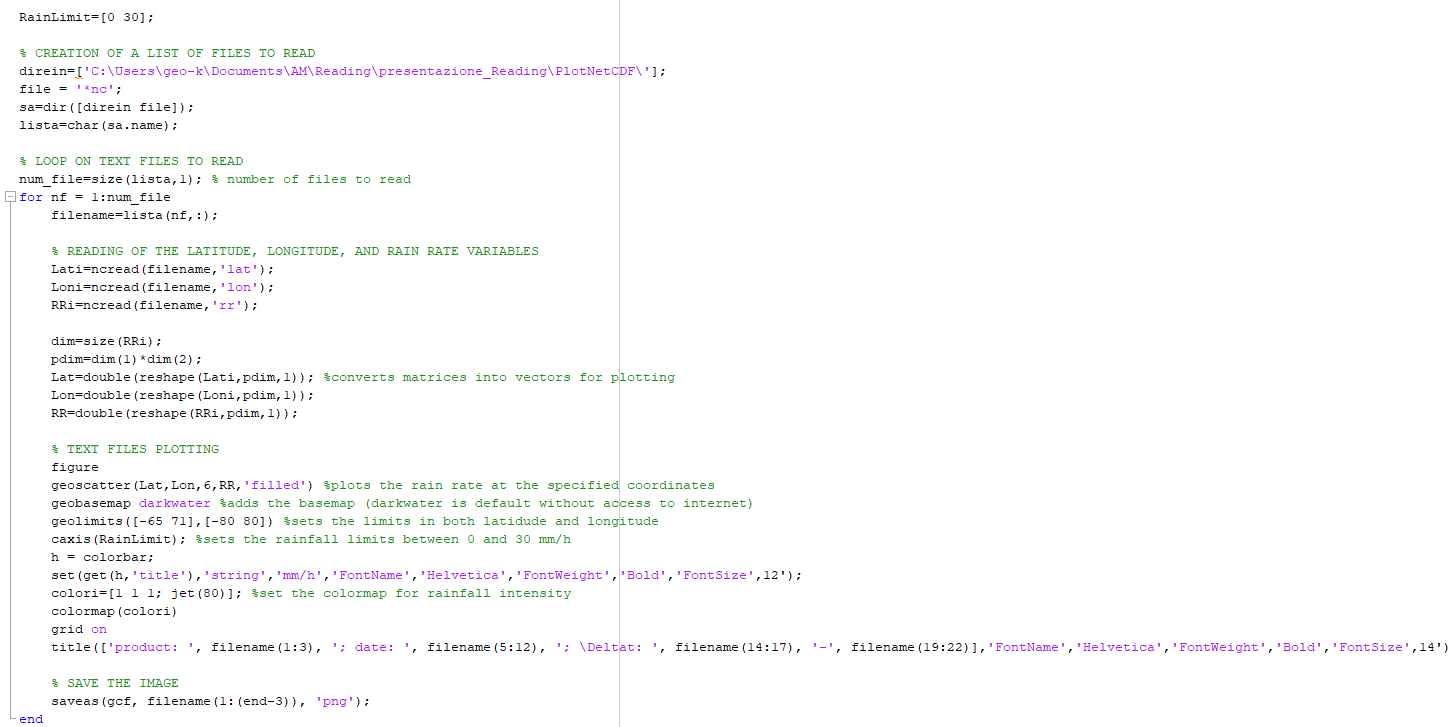 RainLimit=[0 30];
% CREATION OF A LIST OF FILES TO READ
direin=['C:\Users\geo-k\Documents\AM\Reading\presentazione_Reading\PlotNetCDF\'];
file = '*nc';
sa=dir([direin file]);
lista=char(sa.name);
% LOOP ON TEXT FILES TO READ
num_file=size(lista,1); % number of files to read
for nf = 1:num_file
filename=lista(nf,:);
% READING OF THE LATITUDE, LONGITUDE, AND RAIN RATE VARIABLES
Lati=ncread(filename,'lat');
Loni=ncread(filename,'lon');
RRi=ncread(filename,'rr');
dim=size(RRi);
pdim=dim(1)*dim(2);
Lat=double(reshape(Lati,pdim,1)); %converts matrices into vectors for plotting
Lon=double(reshape(Loni,pdim,1));
RR=double(reshape(RRi,pdim,1));
% TEXT FILES PLOTTING
figure
geoscatter(Lat,Lon,6,RR,'filled') %plots the rain rate at the specified coordinates
geobasemap darkwater %adds the basemap (darkwater is default without access to internet)
geolimits([-65 71],[-80 80]) %sets the limits in both latidude and longitude
caxis(RainLimit); %sets the rainfall limits between 0 and 30 mm/h
h = colorbar;
set(get(h,'title'),'string','mm/h','FontName','Helvetica','FontWeight','Bold','FontSize',12');
colori=[1 1 1; jet(80)]; %set the colormap for rainfall intensity
colormap(colori)
grid on
title(['product: ', filename(1:3), '; date: ', filename(5:12), '; \Deltat: ', filename(14:17), '-', filename(19:22)],'FontName','Helvetica','FontWeight','Bold','FontSize',14')
% SAVE THE IMAGE
saveas(gcf, filename(1:(end-3)), 'png');
end